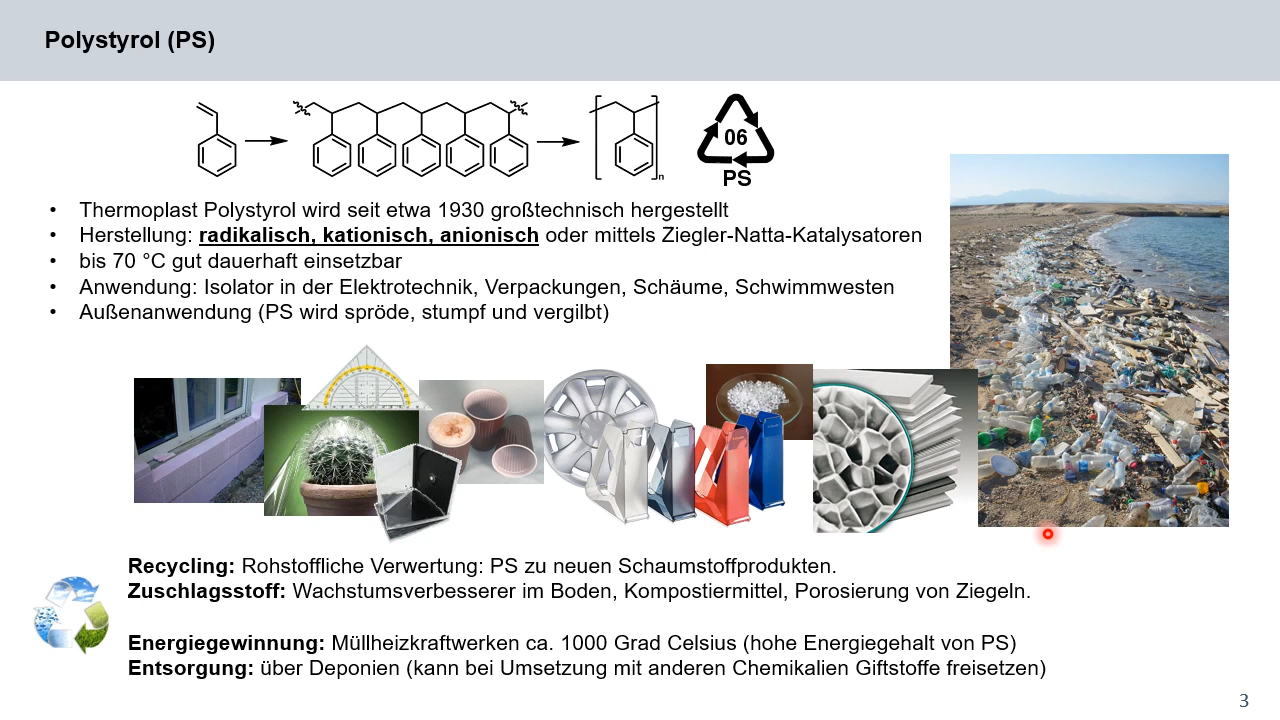 Polystyrol (PS)
n
06
PS
• Thermoplast Polystyrol wird seit etwa 1930 großtechnisch hergestellt
• Herstellung: radikalisch, kationisch, anionisch oder mittels Ziegler-Natta-Katalysatoren
• bis 70 °C gut dauerhaft einsetzbar
• Anwendung: Isolator in der Elektrotechnik, Verpackungen, Schäume, Schwimmwesten
• Außenanwendung (PS wird spröde, stumpf und vergilbt)
Recycling: Rohstoffliche Verwertung: PS zu neuen Schaumstoffprodukten.
Zuschlagsstoff: Wachstumsverbesserer im Boden, Kompostiermittel, Porosierung von Ziegeln.
Energiegewinnung: Müllheizkraftwerken ca. 1000 Grad Celsius (hohe Energiegehalt von PS)
Entsorgung: über Deponien (kann bei Umsetzung mit anderen Chemikalien Giftstoffe freisetzen)
3